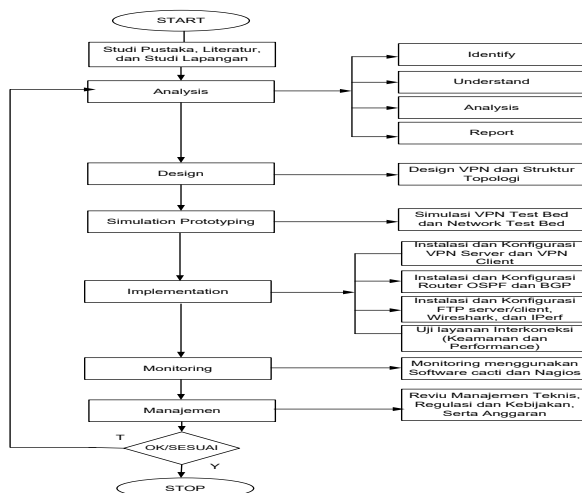 START
Studi Pustaka, Literatur,
dan Studi Lapangan
Analysis
Identify
Understand
Analysis
Report
Design
Design VPN dan Struktur
Topologi
Simulation Prototyping
Simulasi VPN Test Bed
dan Network Test Bed
Implementation
Instalasi dan Konfigurasi
VPN Server dan VPN
Client
Instalasi dan Konfigurasi
Router OSPF dan BGP
Instalasi dan Konfigurasi
FTP server/client,
Wireshark, dan IPerf
Uji layanan Interkoneksi
(Keamanan dan
Performance)
Monitoring
Monitoring menggunakan
Software cacti dan Nagios
Manajemen
Reviu Manajemen Teknis,
Regulasi dan Kebijakan,
Serta Anggaran
T
OK/SESUAI
Y
STOP